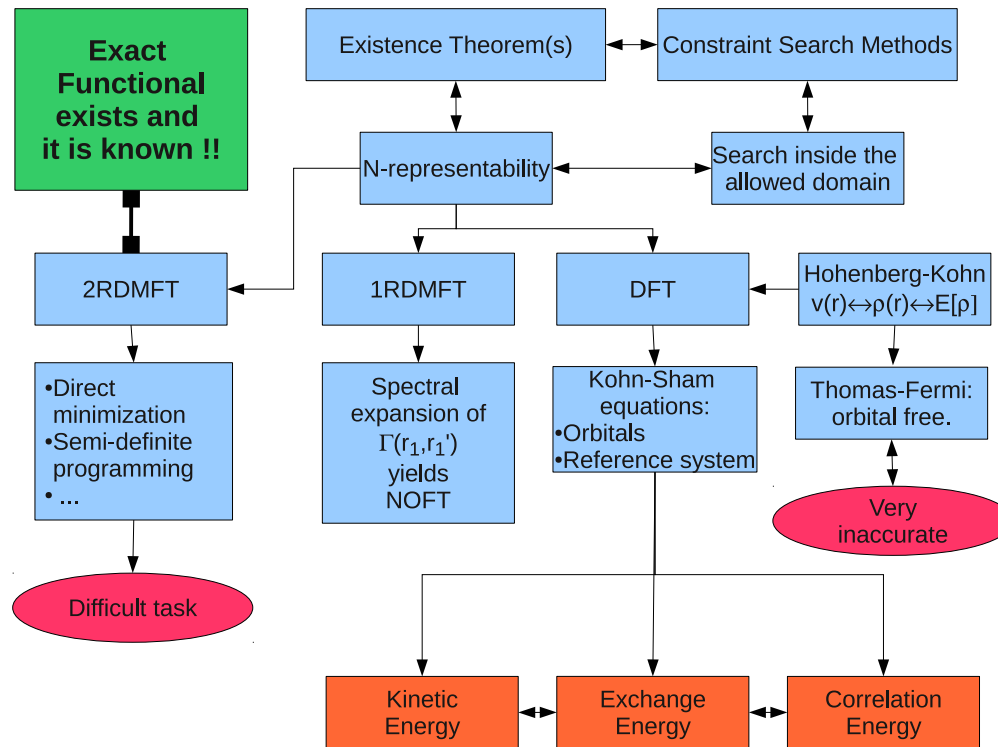 Exact
Functional
exists and
it is known !!
Existence Theorem(s)
Constraint Search Methods
N-representability
Search inside the
allowed domain
2RDMFT
1RDMFT
DFT
Hohenberg-Kohn
v(r)↔ρ(r)↔E[ρ]
•Direct
minimization
•Semi-definite
programming
• ...
Spectral
expansion of
Γ(r₁,r₁')
yields
NOFT
Kohn-Sham
equations:
•Orbitals
•Reference system
Thomas-Fermi:
orbital free.
Very
inaccurate
Difficult task
Kinetic
Energy
Exchange
Energy
Correlation
Energy